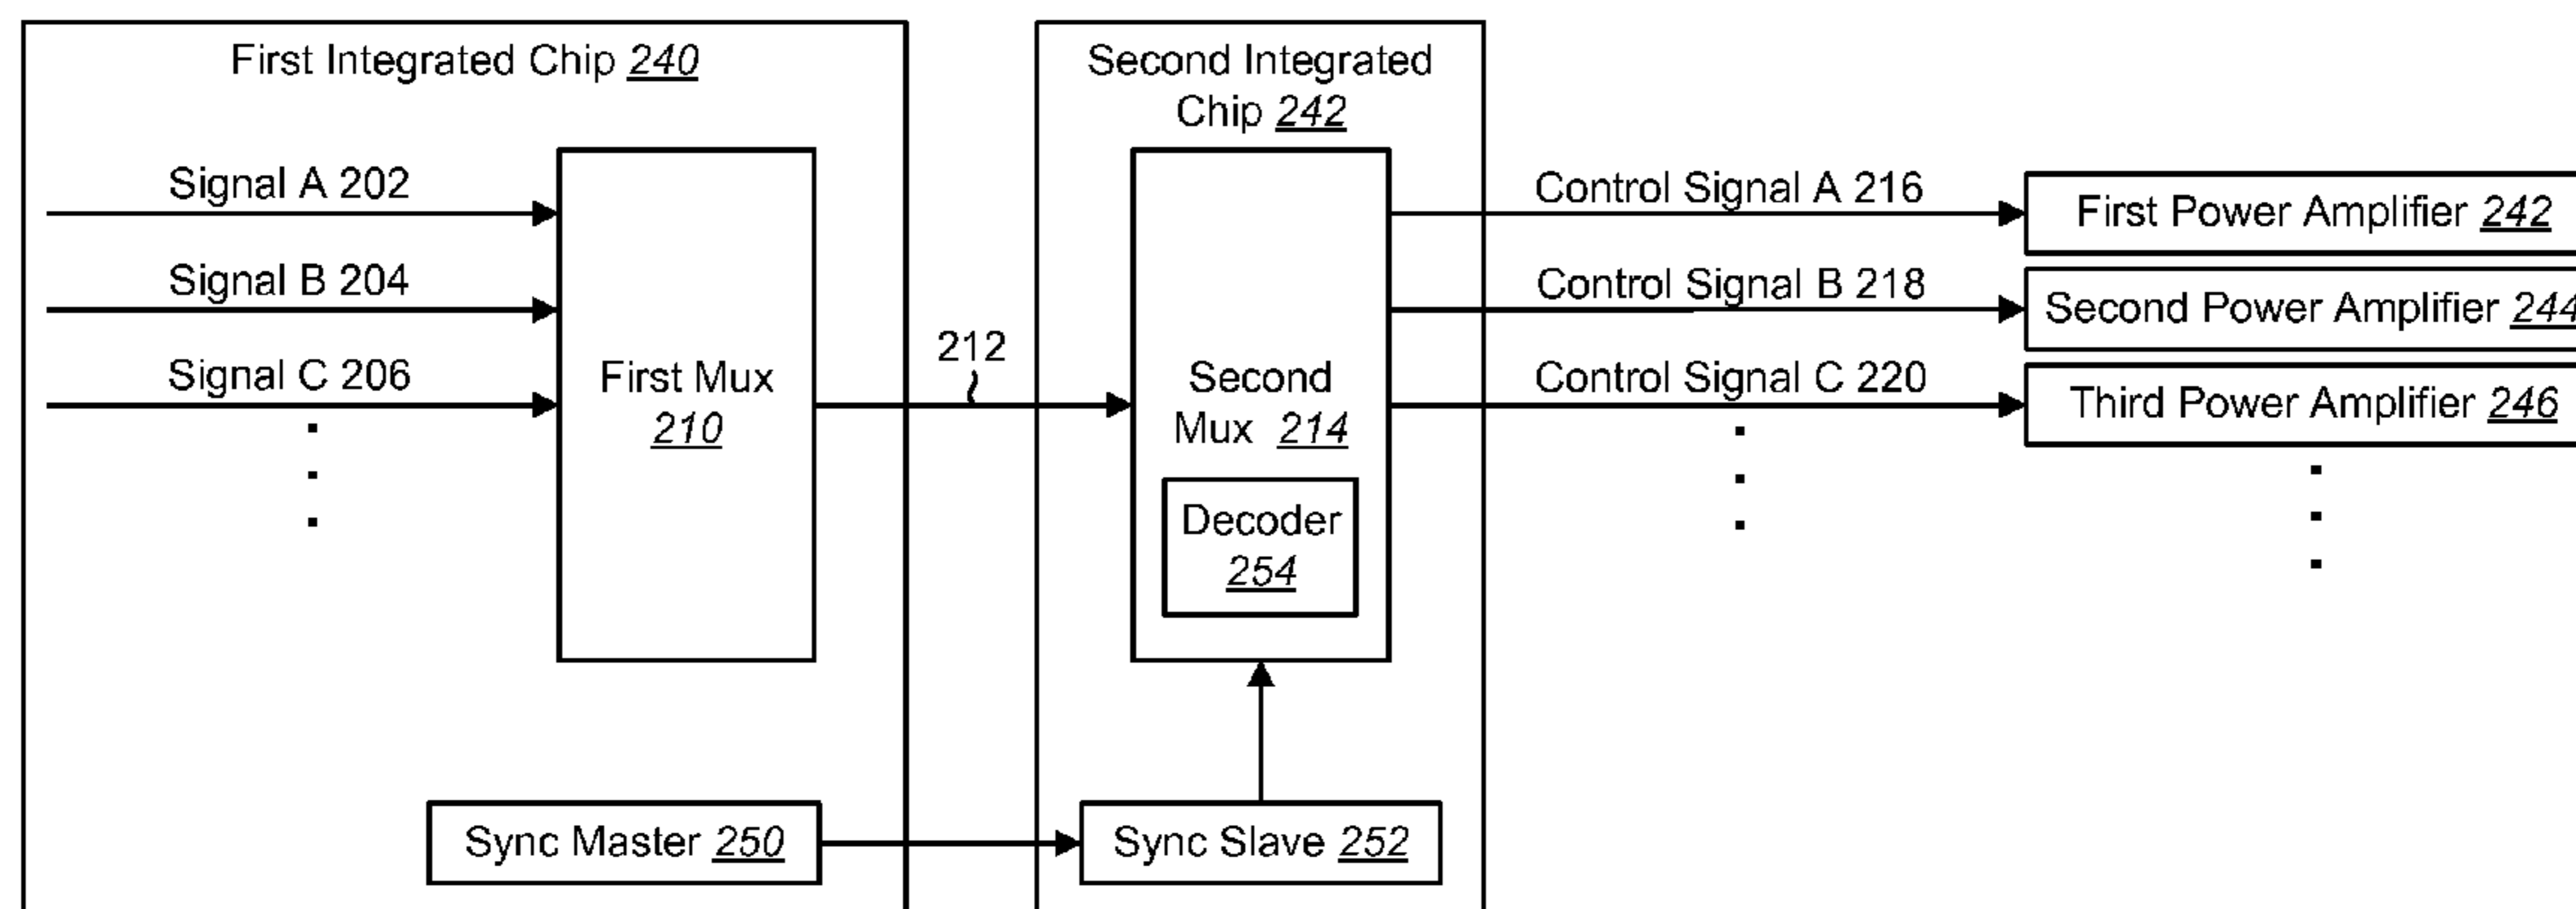 First Integrated Chip 240
Second Integrated
Chip 242
Signal A 202
Signal B 204
Signal C 206
First Mux
210
212
Second
Mux 214
Decoder
254
Control Signal A 216
Control Signal B 218
Control Signal C 220
First Power Amplifier 242
Second Power Amplifier 244
Third Power Amplifier 246
Sync Master 250
Sync Slave 252